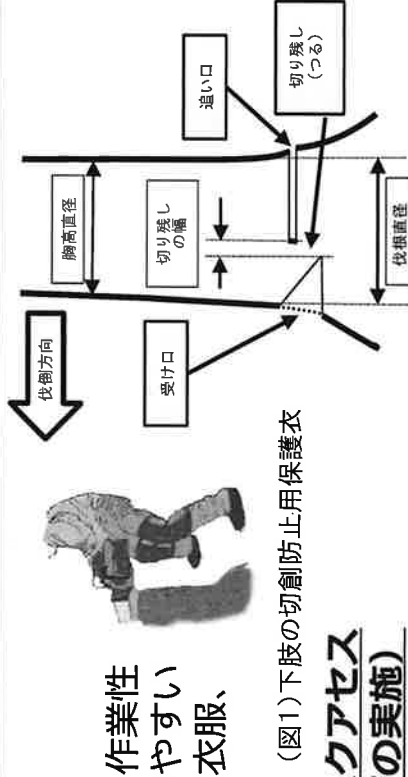 作業性
やすい
衣服、
(図1)下肢の切創防止用保護衣
クアセス
の実施)
伐倒方向
胸高直径
切り残し
の幅
追い口
受け口
切り残し
(つる)
伐根直径